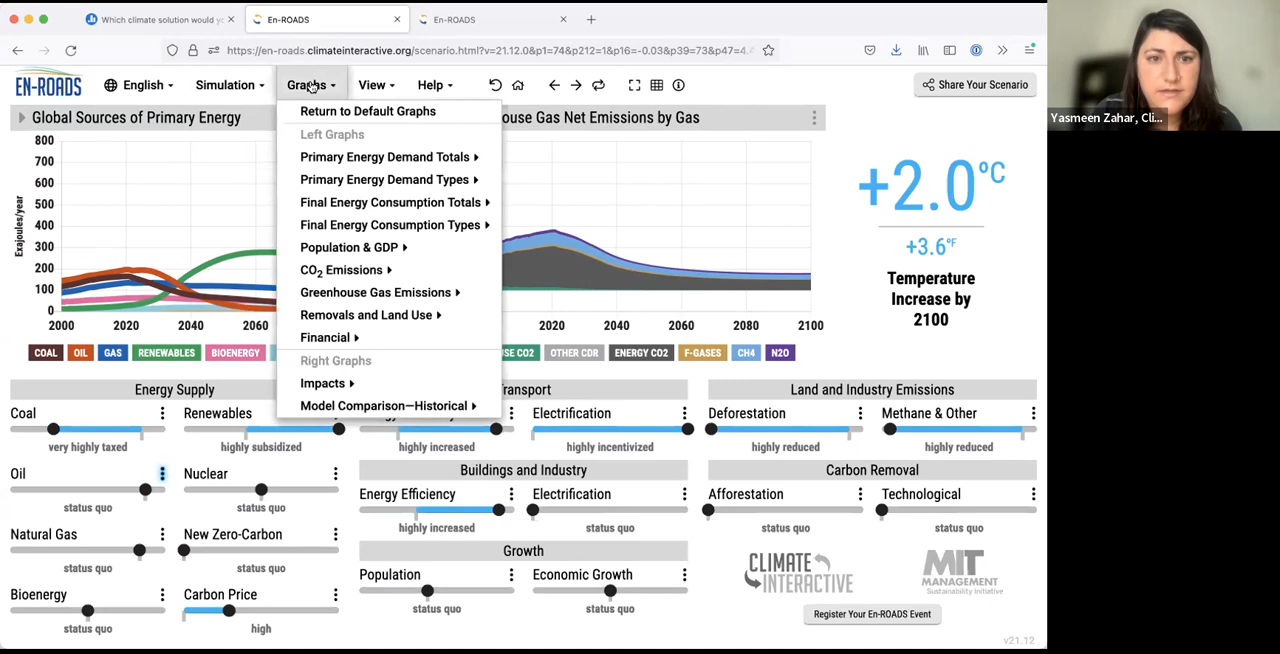 Which climate solution would yo
En-ROADS
En-ROADS
https://en-roads.climateinteractive.org/scenario.html?v=21.12.0&p1=74&p212=1&p16=-0.03&p39=73&p47=4.
EN-ROADS
English
Simulation
Graphs
View
Help
Share Your Scenario
Yasmeen Zahar, Cli...
Return to Default Graphs
Left Graphs
Primary Energy Demand Totals
Primary Energy Demand Types
Final Energy Consumption Totals
Final Energy Consumption Types
Population & GDP
CO2 Emissions
Greenhouse Gas Emissions
Removals and Land Use
Financial
Right Graphs
Impacts
Model Comparison—Historical
Global Sources of Primary Energy
800
700
600
500
400
300
200
100
0
Exajoules/year
2000 2020 2040 2060
COAL OIL GAS RENEWABLES BIOENERGY
ouse Gas Net Emissions by Gas
2020 2040 2060 2080 2100
USE CO2 OTHER CDR ENERGY CO2 F-GASES CH4 N2O
+2.0°C
+3.6°F
Temperature
Increase by
2100
Energy Supply
Coal
very highly taxed
Renewables
highly subsidized
Oil
status quo
Nuclear
status quo
Natural Gas
status quo
New Zero-Carbon
status quo
Bioenergy
status quo
Carbon Price
high
Transport
highly increased
Electrification
highly incentivized
Buildings and Industry
Energy Efficiency
highly increased
Electrification
status quo
Growth
Population
status quo
Economic Growth
status quo
Land and Industry Emissions
Deforestation
highly reduced
Methane & Other
highly reduced
Carbon Removal
Afforestation
status quo
Technological
status quo
CLIMATE
INTERACTIVE
MIT
MANAGEMENT
Sustainability Initiative
Register Your En-ROADS Event
v21.12